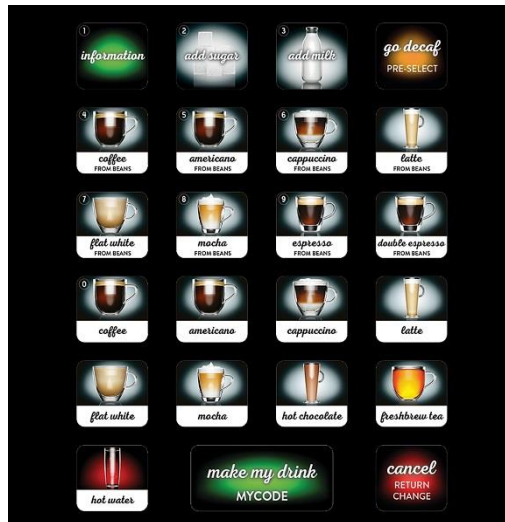 1
information
2
add sugar
3
add milk
go decaf
PRE-SELECT
4
coffee
FROM BEANS
5
americano
FROM BEANS
6
cappuccino
FROM BEANS
latte
FROM BEANS
7
flat white
FROM BEANS
8
mocha
FROM BEANS
9
espresso
FROM BEANS
double espresso
FROM BEANS
0
coffee
americano
cappuccino
latte
flat white
mocha
hot chocolate
freshbrew tea
hot water
make my drink
MYCODE
cancel
RETURN
CHANGE